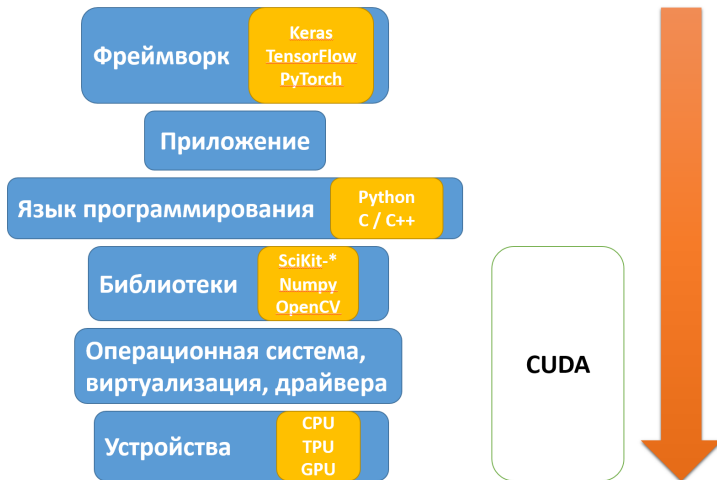 Фреймворк
Keras
TensorFlow
PyTorch
Приложение
Язык программирования
Python
C / C++
Библиотеки
SciKit-*
Numpy
OpenCV
Операционная система,
виртуализация, драйвера
CUDA
Устройства
CPU
TPU
GPU